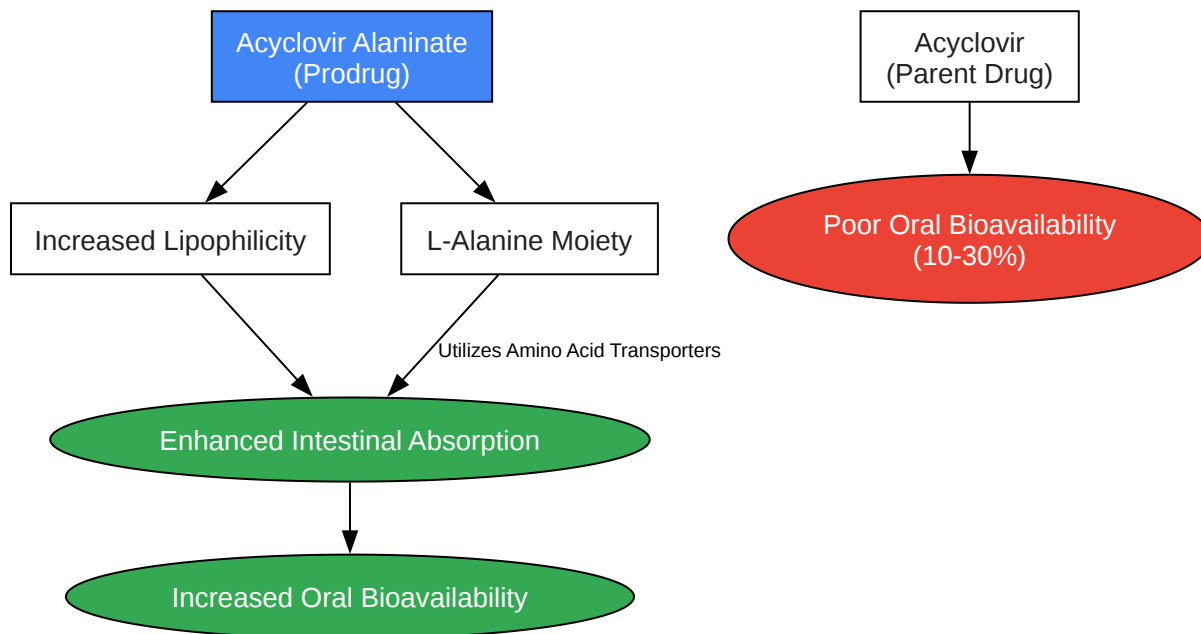 Acyclovir Alaninate
(Prodrug)
Acyclovir
(Parent Drug)
Increased Lipophilicity
L-Alanine Moiety
Poor Oral Bioavailability
(10-30%)
Utilizes Amino Acid Transporters
Enhanced Intestinal Absorption
Increased Oral Bioavailability